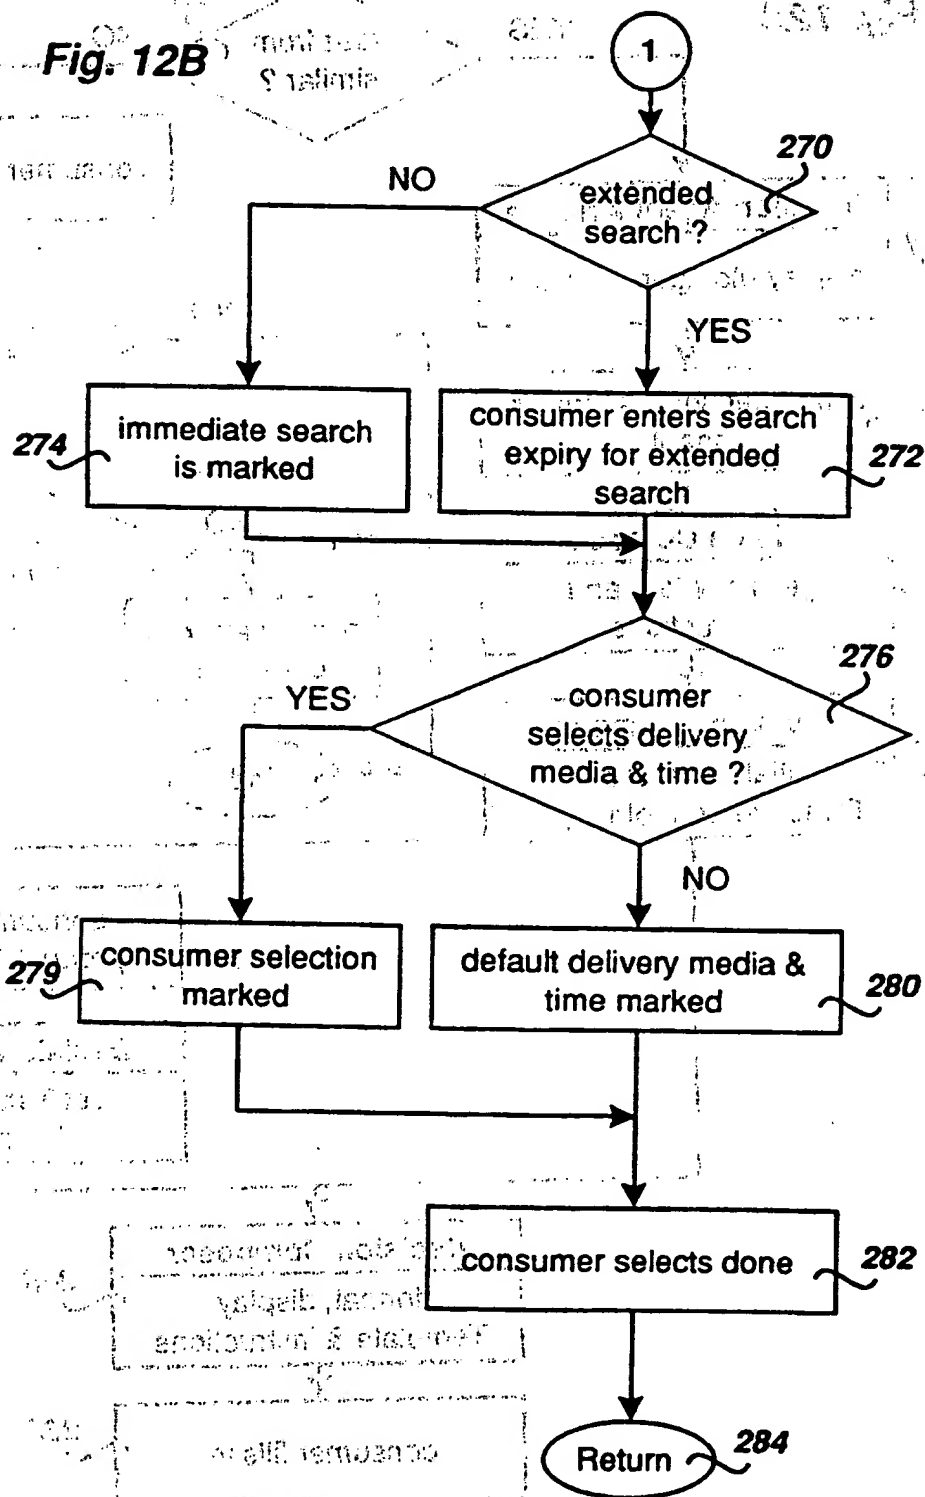 Fig. 12B
1
270
extended
search ?
NO
YES
274
immediate search
is marked
consumer enters search
expiry for extended
search
272
276
consumer
selects delivery
media & time ?
YES
NO
279
consumer selection
marked
default delivery media &
time marked
280
consumer selects done
282
Return
284